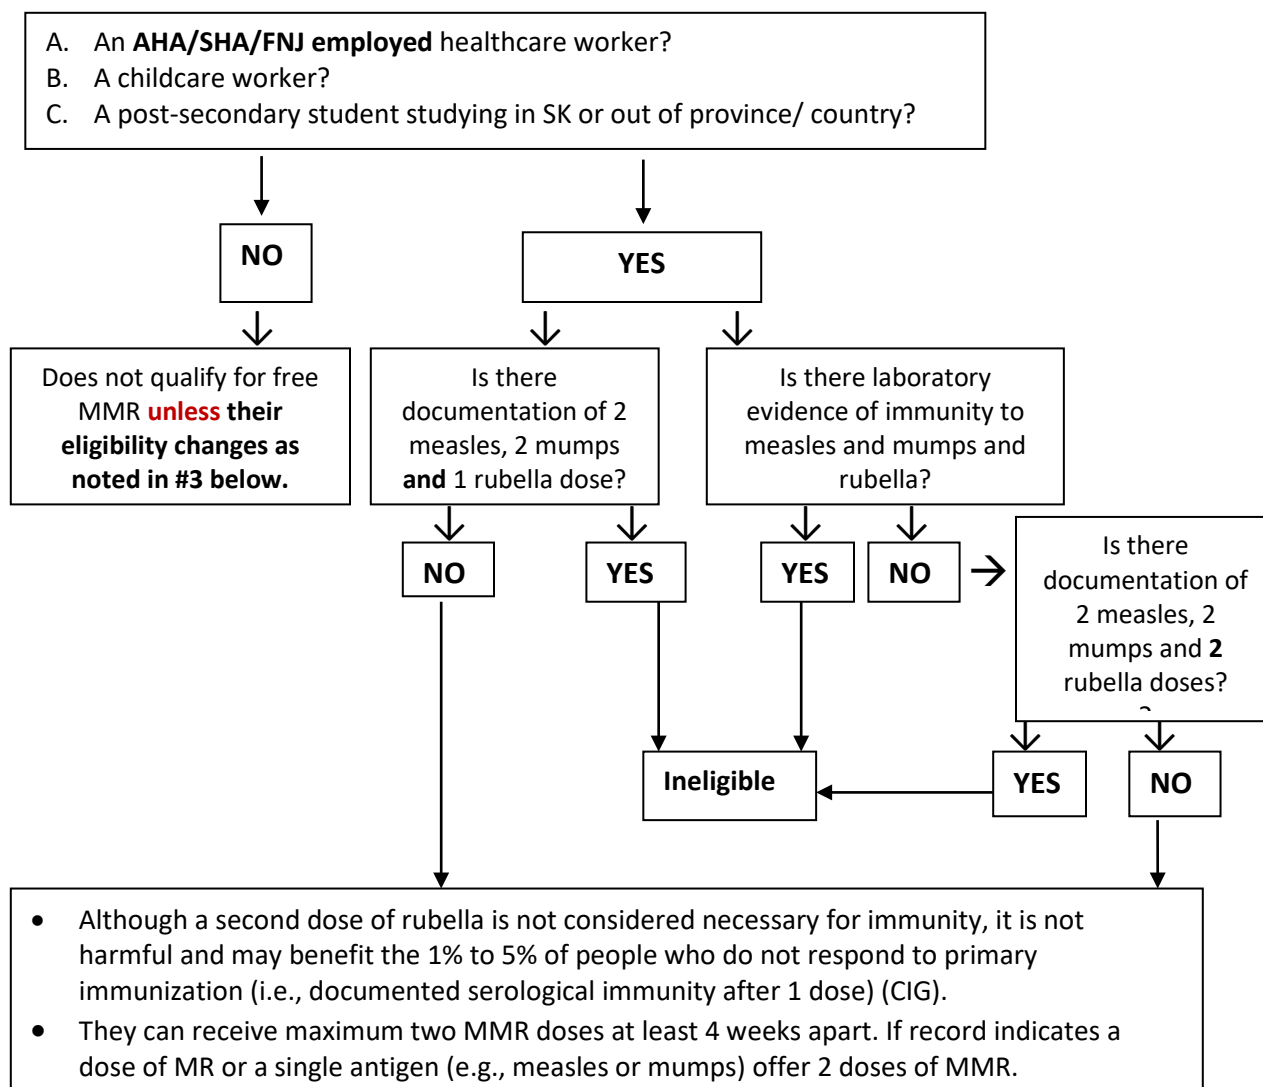 A. An AHA/SHA/FNJ employed healthcare worker?
B. A childcare worker?
C. A post-secondary student studying in SK or out of province/ country?
NO
YES
Does not qualify for free
MMR unless their
eligibility changes as
noted in #3 below.
Is there
documentation of 2
measles, 2 mumps
and 1 rubella dose?
Is there laboratory
evidence of immunity to
measles and mumps and
rubella?
NO
YES
YES
NO
Is there
documentation of
2 measles, 2
mumps and 2
rubella doses?
Ineligible
YES
NO
• Although a second dose of rubella is not considered necessary for immunity, it is not
harmful and may benefit the 1% to 5% of people who do not respond to primary
immunization (i.e., documented serological immunity after 1 dose) (CIG).
• They can receive maximum two MMR doses at least 4 weeks apart. If record indicates a
dose of MR or a single antigen (e.g., measles or mumps) offer 2 doses of MMR.